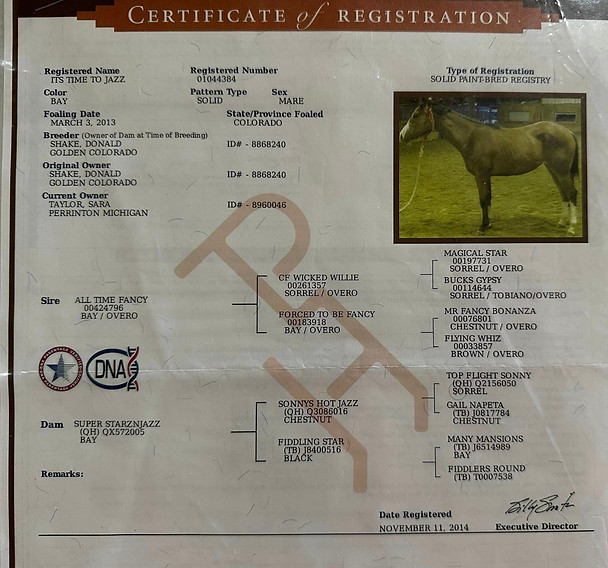 CERTIFICATE of REGISTRATION
Registered Name
ITS TIME TO JAZZ
Registered Number
01044384
Type of Registration
SOLID PAINT-BRED REGISTRY
Color
BAY
Pattern Type
SOLID
Sex
MARE
Foaling Date
MARCH 3, 2013
State/Province Foaled
COLORADO
Breeder (Owner of Dam at Time of Breeding)
SHAKE, DONALD
GOLDEN COLORADO
ID# - 8868240
Original Owner
SHAKE, DONALD
GOLDEN COLORADO
ID# - 8868240
Current Owner
TAYLOR, SARA
PERRINTON MICHIGAN
ID# - 8960046
Sire
ALL TIME FANCY
00424796
BAY / OVERO
CF WICKED WILLIE
00261357
SORREL / OVERO
FORCED TO BE FANCY
00183918
BAY / OVERO
MAGICAL STAR
00197731
SORREL / OVERO
BUCKS GYPSY
00114644
SORREL / TOBIANO/OVERO
MR FANCY BONANZA
00076801
CHESTNUT / OVERO
FLYING WHIZ
00033857
BROWN / OVERO
DNA
Dam
SUPER STARZNJAZZ
(QH) QX572005
BAY
SONNYS HOT JAZZ
(QH) Q3086016
CHESTNUT
FIDDLING STAR
(TB) J8400516
BLACK
TOP FLIGHT SONNY
(QH) Q2156050
SORREL
GAIL NAPETA
(TB) J0817784
CHESTNUT
MANY MANSIONS
(TB) J6514989
BAY
FIDDLERS ROUND
(TB) T0007538
Remarks:
Date Registered
NOVEMBER 11, 2014
Executive Director